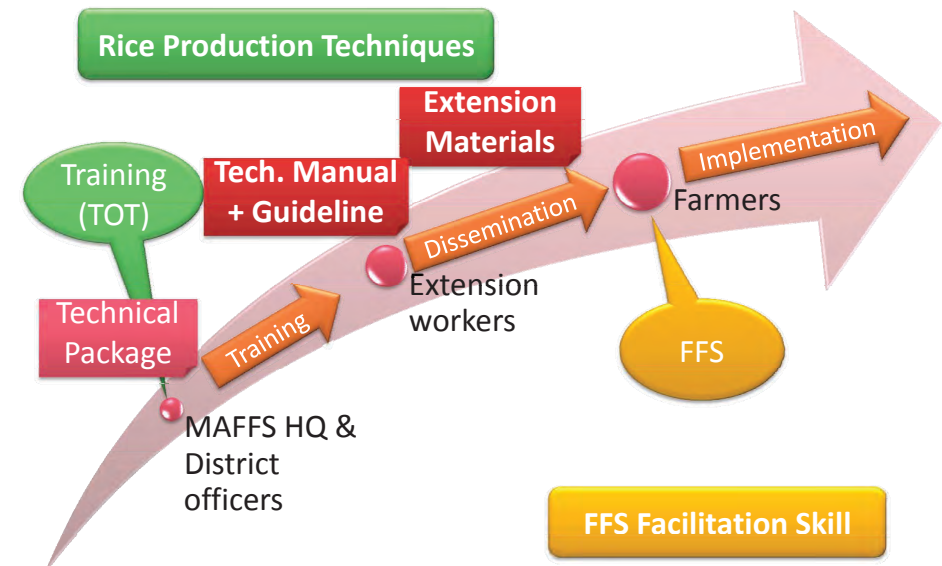 Rice Production Techniques
Extension
Materials
Training
(TOT)
Tech. Manual
+ Guideline
Implementation
Farmers
Dissemination
Extension
workers
Technical
Package
Training
FFS
MAFFS HQ &
District
officers
FFS Facilitation Skill